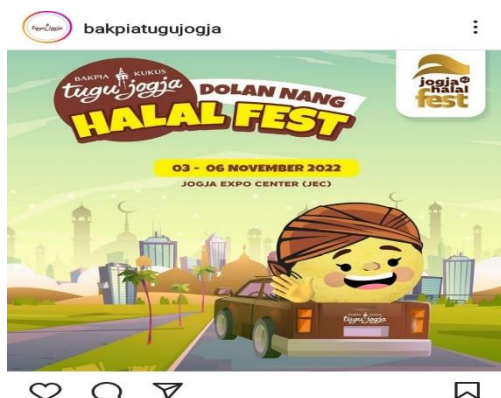 bakpiatugujogja
BAKPIA KUKUS
tugu jogja
DOLAN NANG
HALAL FEST
jogja
halal
fest
03 - 06 NOVEMBER 2022
JOGJA EXPO CENTER (JEC)
tugu jogja